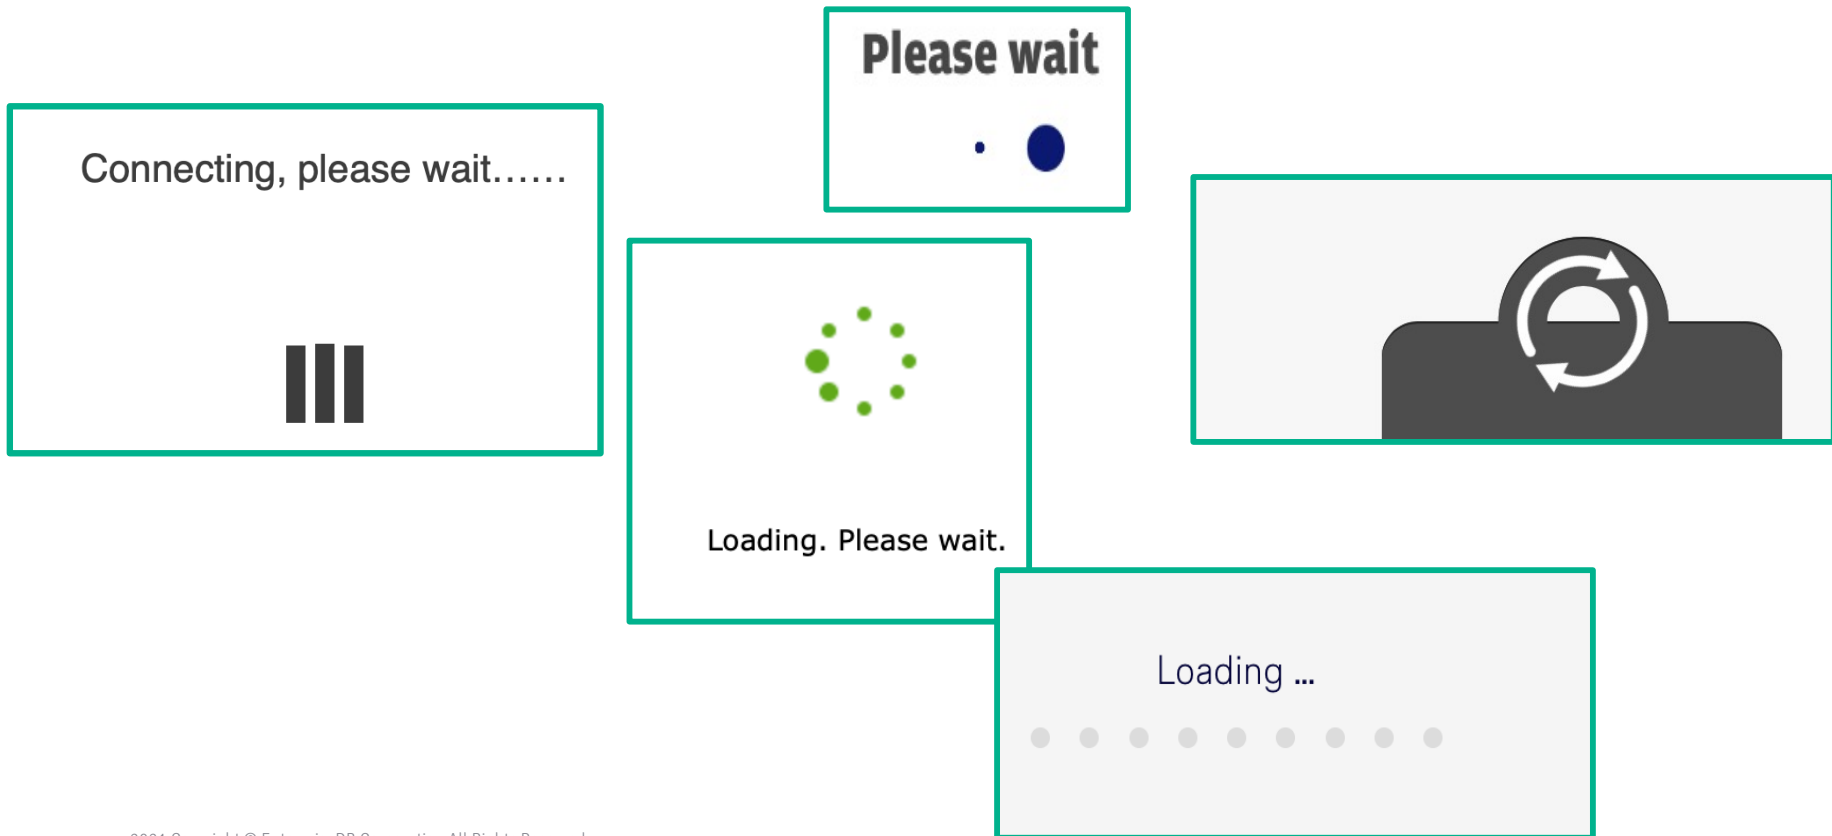 Please wait
Connecting, please wait......
Loading. Please wait.
Loading ...